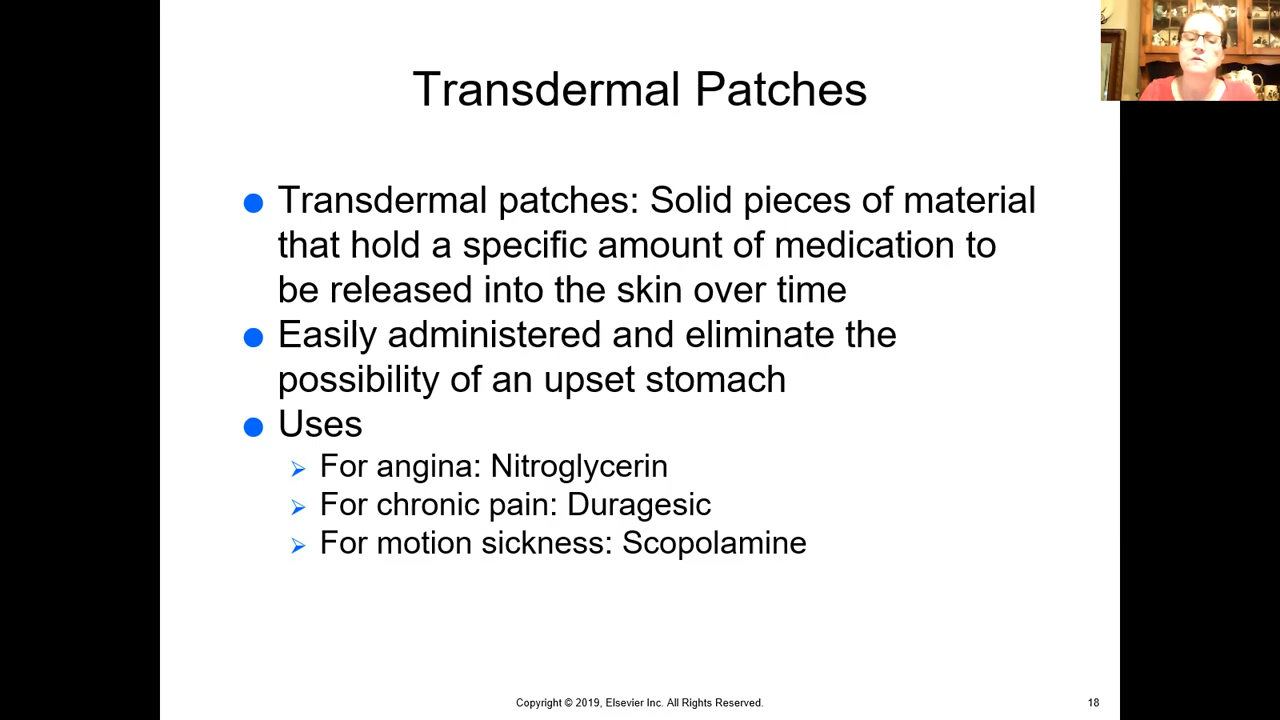 Transdermal Patches
Transdermal patches: Solid pieces of material
that hold a specific amount of medication to
be released into the skin over time
Easily administered and eliminate the
possibility of an upset stomach
Uses
For angina: Nitroglycerin
For chronic pain: Duragesic
For motion sickness: Scopolamine
Copyright © 2019, Elsevier Inc. All Rights Reserved.
18